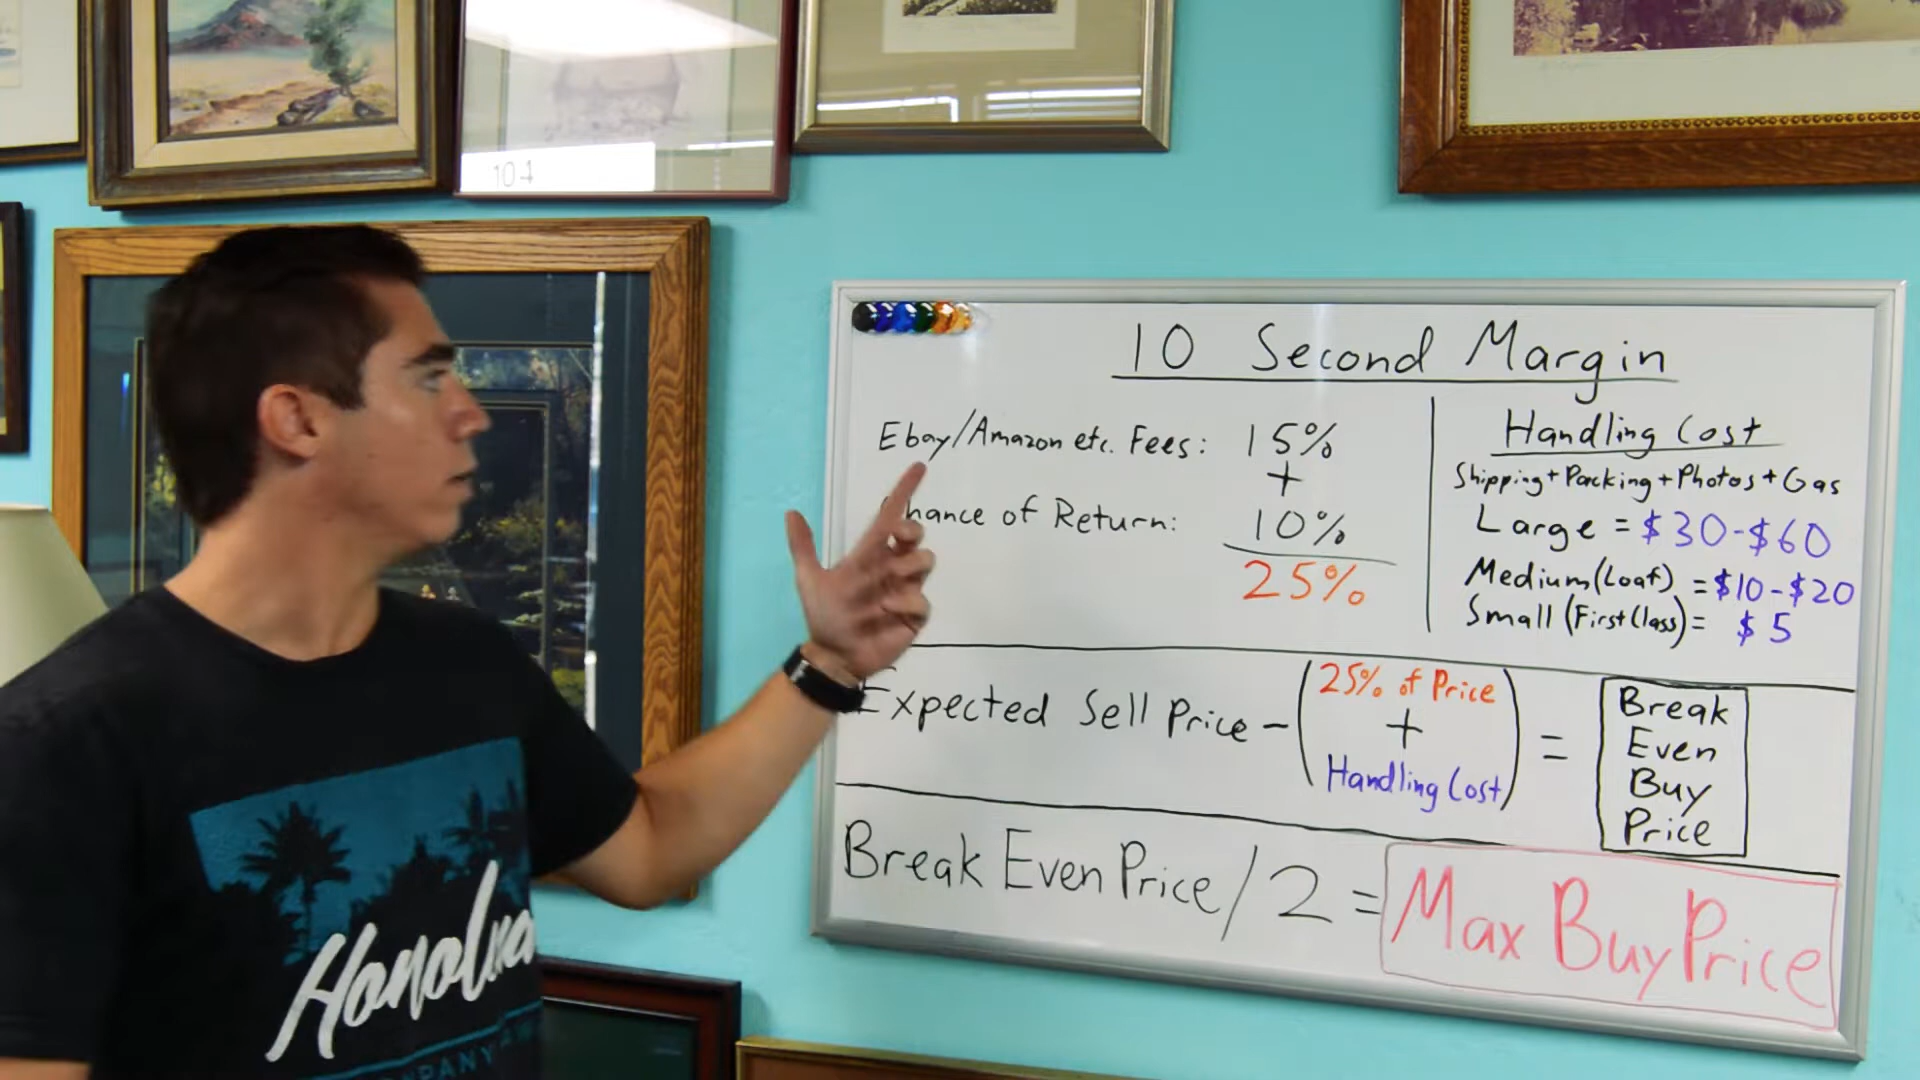 104
10 Second Margin
Ebay/Amazon etc. Fees: 15%
+
hance of Return: 10%
25%
Handling Cost
Shipping + Packing + Photos + Gas
Large = $30-$60
Medium (Loaf) = $10-$20
Small (First Class) = $5
Expected Sell Price - (25% of Price + Handling Cost) =
Break
Even
Buy
Price
Break Even Price / 2 = Max Buy Price
Honolu